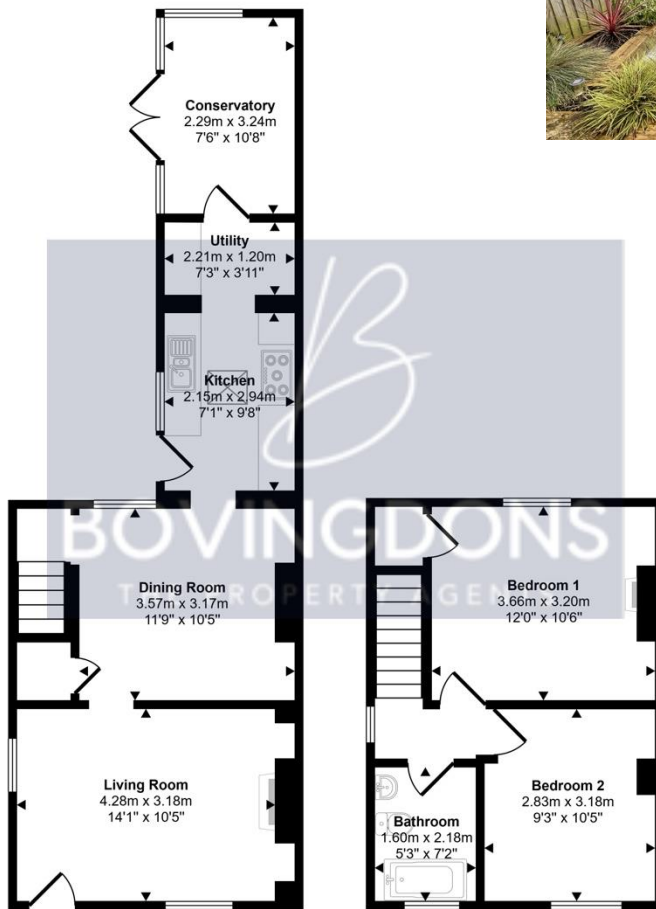 Conservatory
2.29m x 3.24m
7'6" x 10'8"
Utility
2.21m x 1.20m
7'3" x 3'11"
Kitchen
2.15m x 2.94m
7'1" x 9'8"
BOVINGDONS
THE PROPERTY AGENTS
Dining Room
3.57m x 3.17m
11'9" x 10'5"
Bedroom 1
3.66m x 3.20m
12'0" x 10'6"
Living Room
4.28m x 3.18m
14'1" x 10'5"
Bathroom
1.60m x 2.18m
5'3" x 7'2"
Bedroom 2
2.83m x 3.18m
9'3" x 10'5"